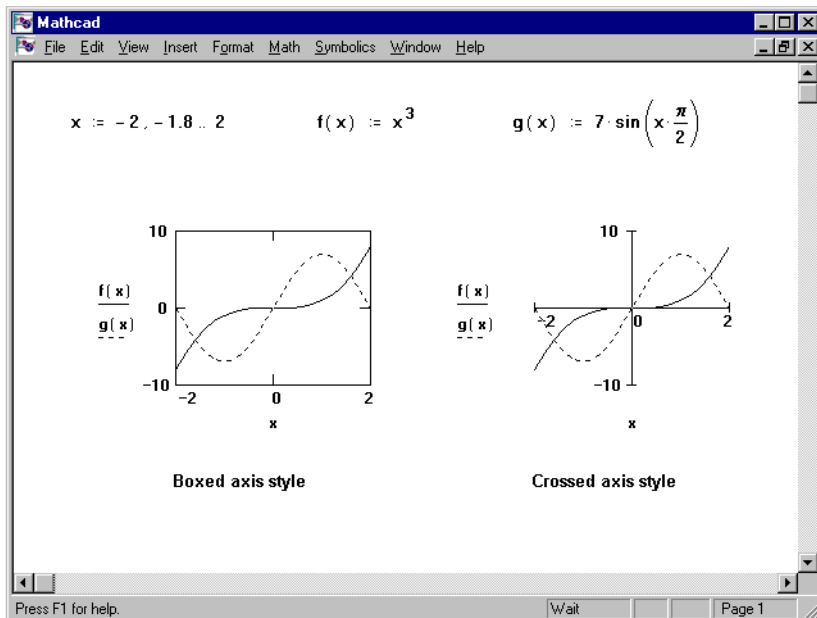 Mathcad
File Edit View Insert Format Math Symbolics Window Help
x := -2 , -1.8 .. 2
f(x) := x^3
g(x) := 7·sin(x·π/2)
10
f(x)
0
g(x)
-10
-2 0 2
x
Boxed axis style
10
f(x)
g(x)
-2 0 2
-10
x
Crossed axis style
Press F1 for help. Wait Page 1